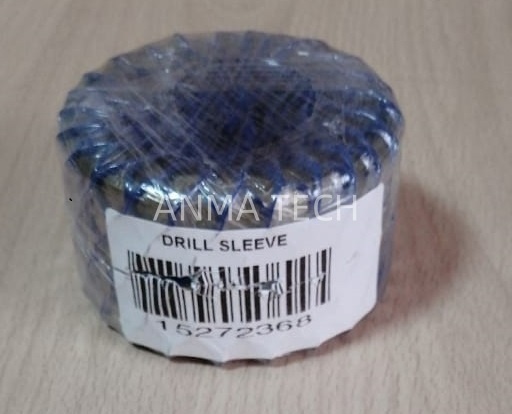 ANMA TECH
DRILL SLEEVE
15272368